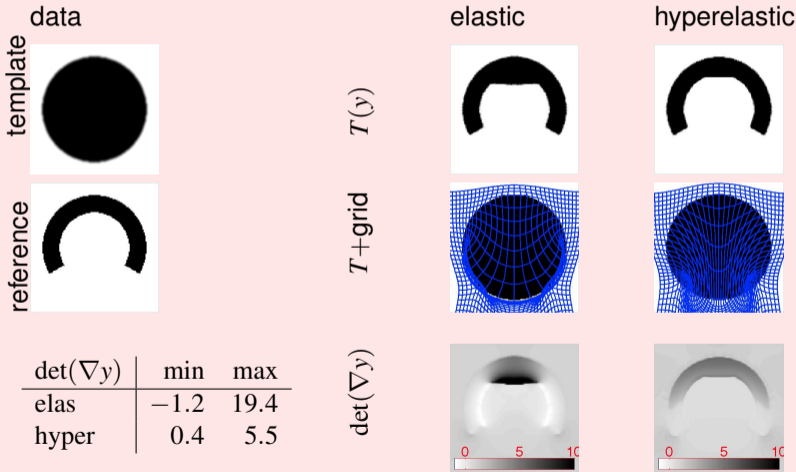 data
elastic
hyperelastic
template
T(y)
reference
T+grid
det(∇y) min max
elas −1.2 19.4
hyper 0.4 5.5
det(∇y)
0 5 10
0 5 10